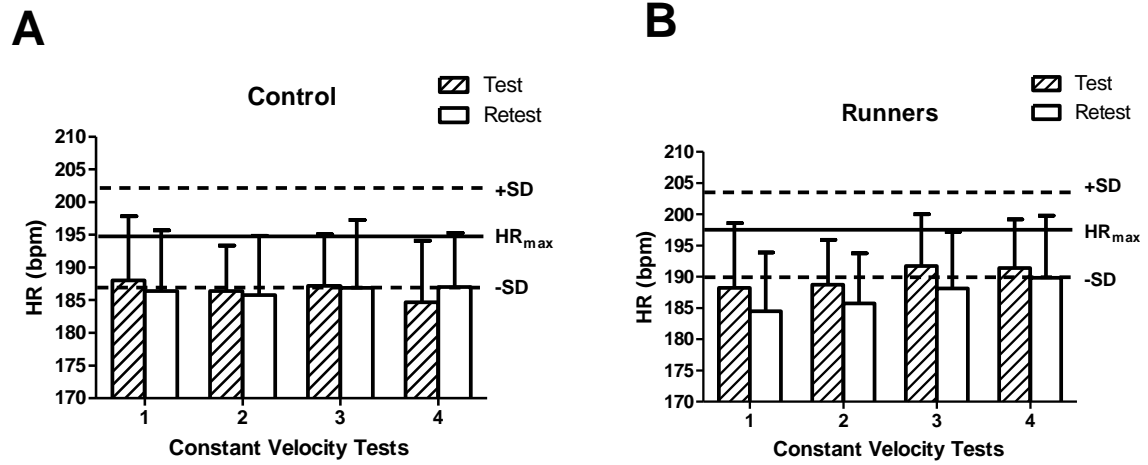 A
Control
Test
Retest
HR (bpm)
210
205
200
195
190
185
180
175
170
+SD
HRmax
-SD
1 2 3 4
Constant Velocity Tests
B
Runners
Test
Retest
HR (bpm)
210
205
200
195
190
185
180
175
170
+SD
HRmax
-SD
1 2 3 4
Constant Velocity Tests